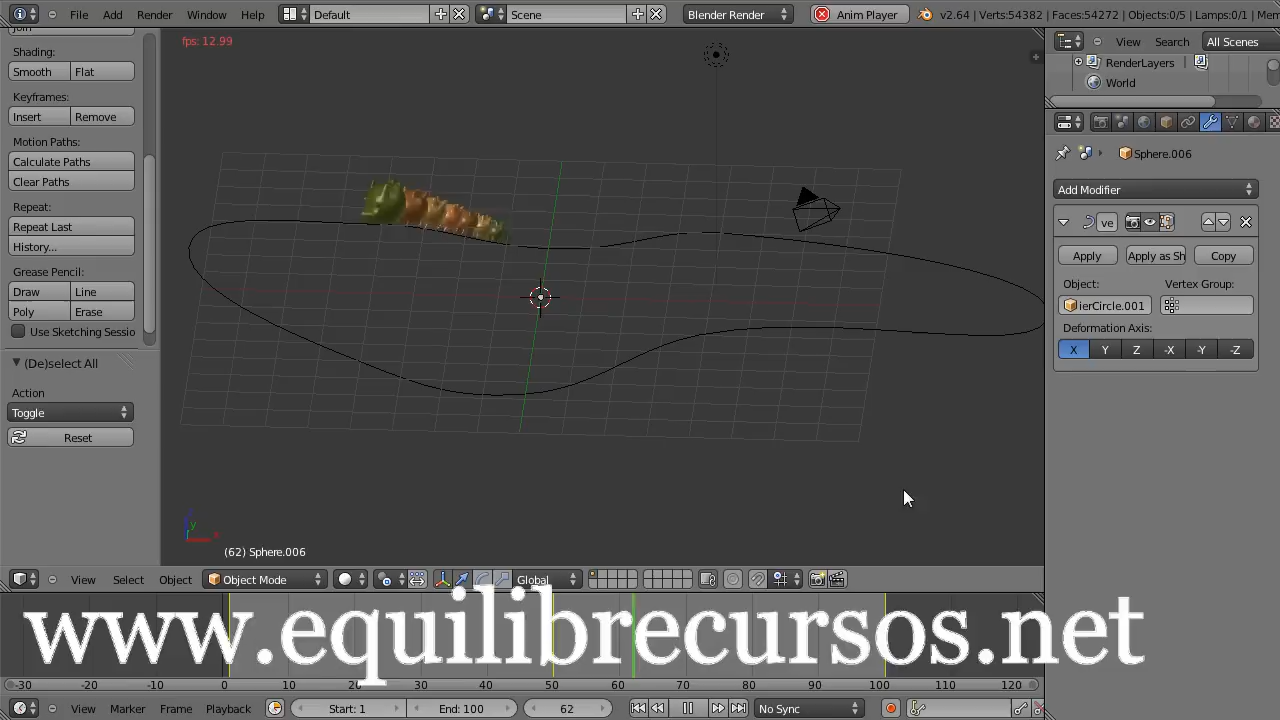 File Add Render Window Help Default Scene Blender Render Anim Player v2.64 | Verts:54382 | Faces:54272 | Objects:0/5 | Lamps:0/1 |
fps: 12.99
View Search All Scenes
RenderLayers
World
Shading:
Smooth Flat
Keyframes:
Insert Remove
Motion Paths:
Calculate Paths
Clear Paths
Repeat:
Repeat Last
History...
Grease Pencil:
Draw Line
Poly Erase
Use Sketching Sessio
(De)select All
Action
Toggle
Reset
Sphere.006
Add Modifier
ve
Apply Apply as Sh Copy
Object: Vertex Group:
ierCircle.001
Deformation Axis:
X Y Z -X -Y -Z
z
y
x
(62) Sphere.006
View Select Object Object Mode Global
www.equilibrecursos.net
-30 -20 -10 0 10 20 30 40 50 60 70 80 90 100 110 120
View Marker Frame Playback Start: 1 End: 100 62 No Sync